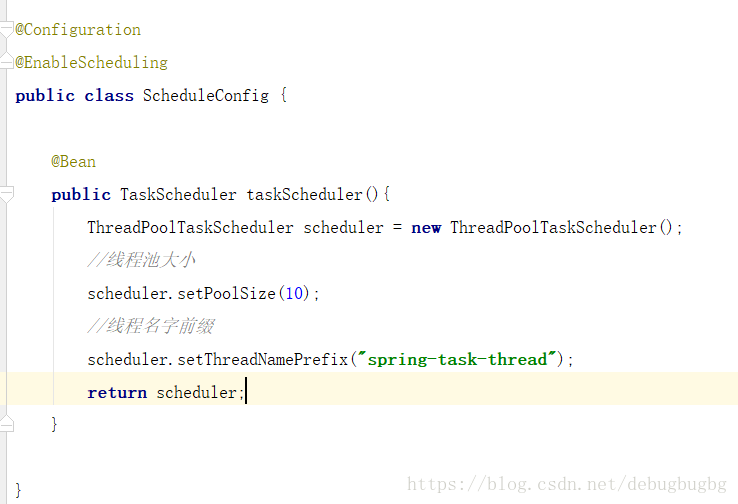 @Configuration
@EnableScheduling
public class ScheduleConfig {
@Bean
public TaskScheduler taskScheduler(){
ThreadPoolTaskScheduler scheduler = new ThreadPoolTaskScheduler();
//线程池大小
scheduler.setPoolSize(10);
//线程名字前缀
scheduler.setThreadNamePrefix("spring-task-thread");
return scheduler;
}
}
https://blog.csdn.net/debugbugbg